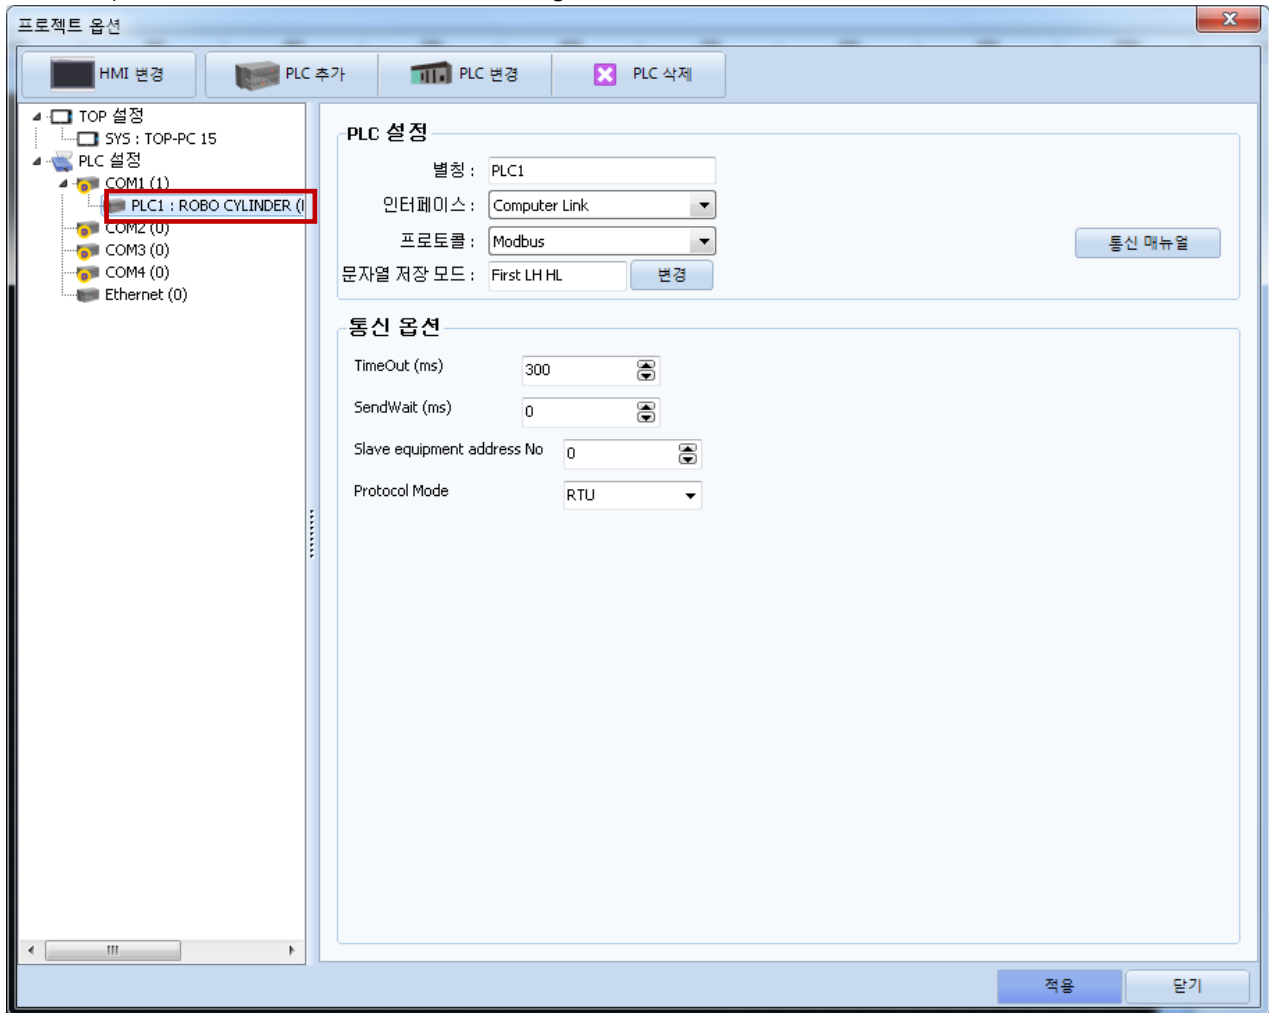 프로젝트 옵션
HMI 변경
PLC 추가
PLC 변경
PLC 삭제
TOP 설정
SYS : TOP-PC 15
PLC 설정
COM1 (1)
PLC1 : ROBO CYLINDER (I
COM2 (0)
COM3 (0)
COM4 (0)
Ethernet (0)
PLC 설정
별칭 : PLC1
인터페이스 : Computer Link
프로토콜 : Modbus
통신 매뉴얼
문자열 저장 모드 : First LH HL 변경
통신 옵션
TimeOut (ms) 300
SendWait (ms) 0
Slave equipment address No 0
Protocol Mode RTU
적용
닫기